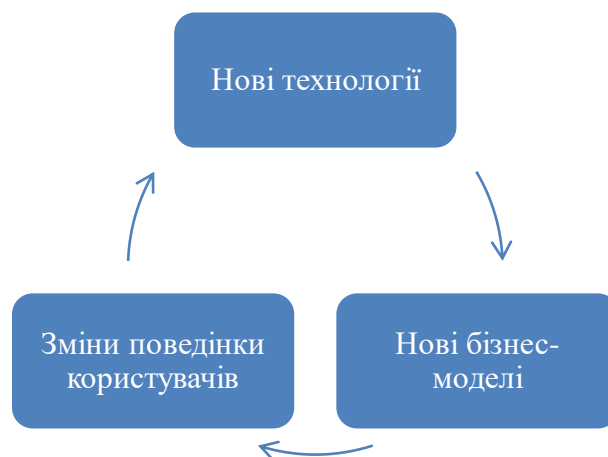 Нові технології
Зміни поведінки
користувачів
Нові бізнес-
моделі